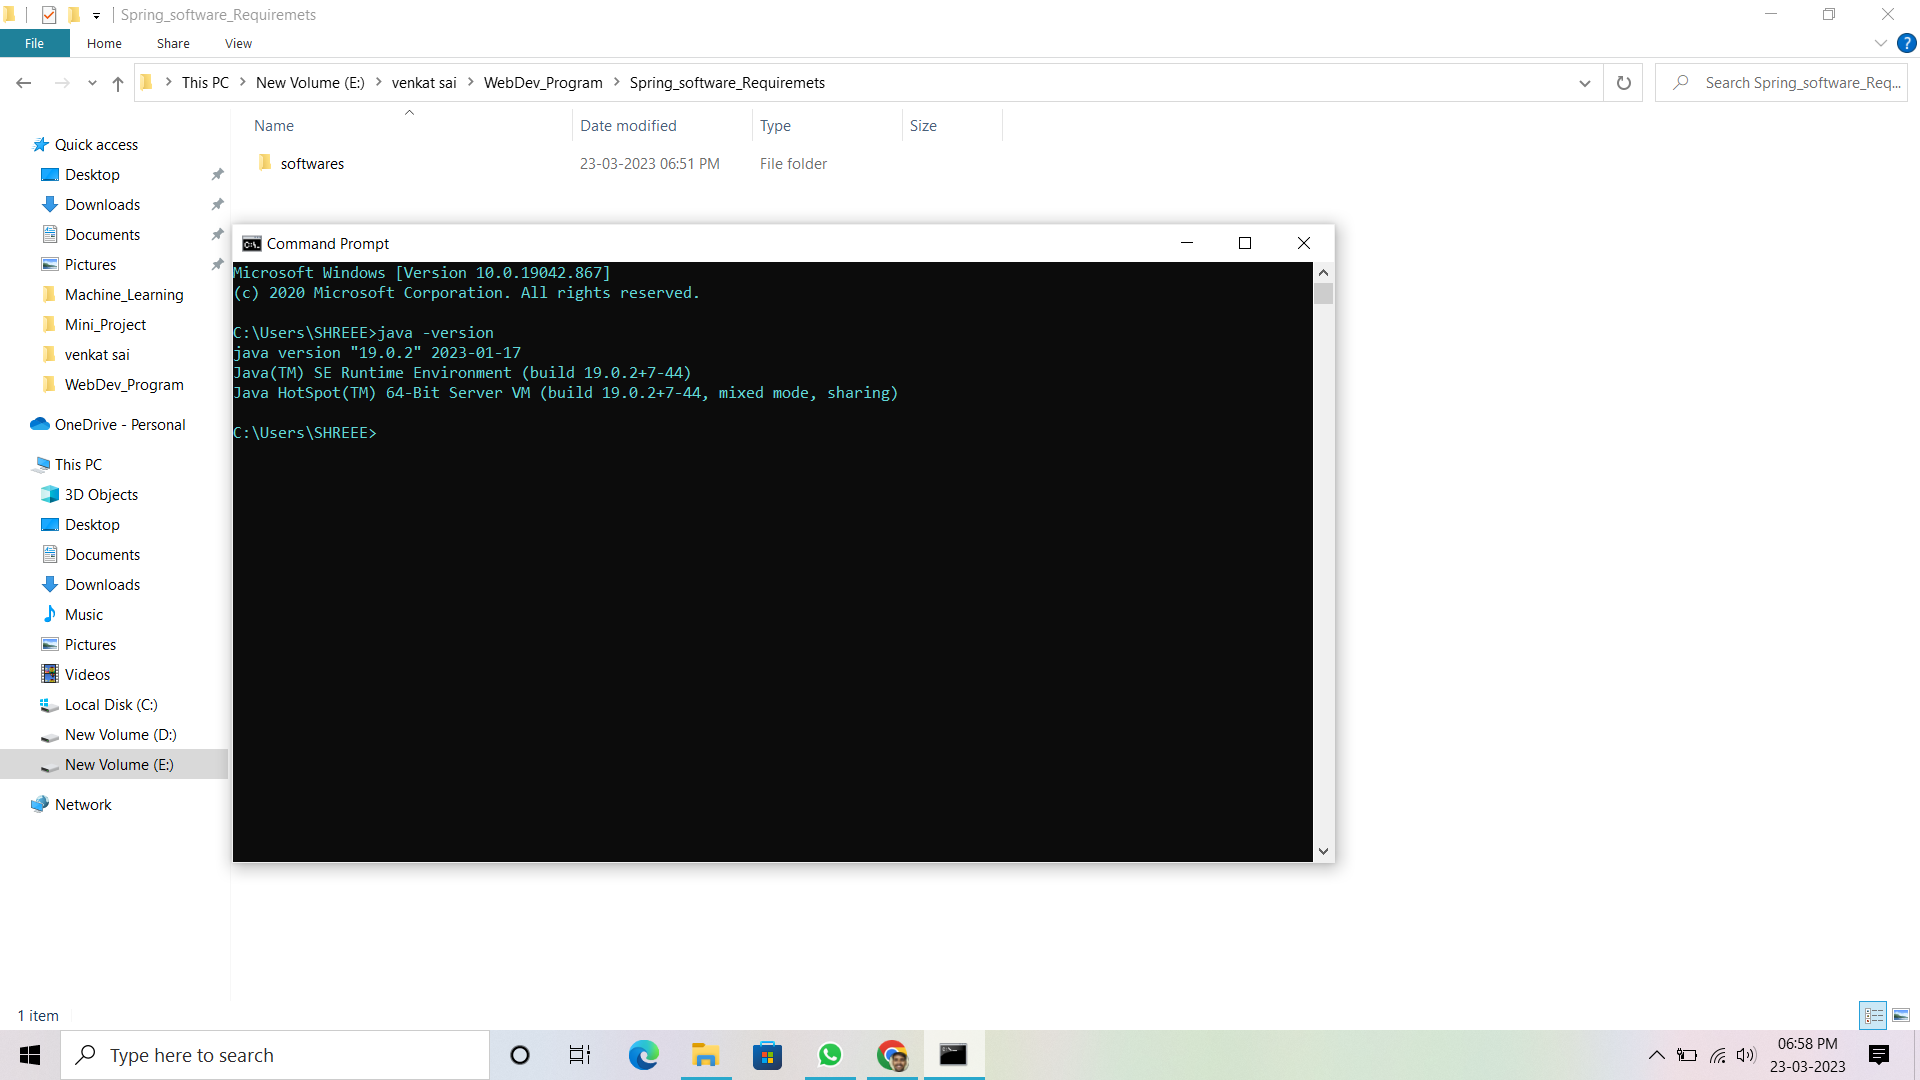 Spring_software_Requiremets
File Home Share View
This PC New Volume (E:) venkat sai WebDev_Program Spring_software_Requiremets
Search Spring_software_Req...
Name Date modified Type Size
softwares 23-03-2023 06:51 PM File folder
Quick access
Desktop
Downloads
Documents
Pictures
Machine_Learning
Mini_Project
venkat sai
WebDev_Program
OneDrive - Personal
This PC
3D Objects
Desktop
Documents
Downloads
Music
Pictures
Videos
Local Disk (C:)
New Volume (D:)
New Volume (E:)
Network
Command Prompt
Microsoft Windows [Version 10.0.19042.867]
(c) 2020 Microsoft Corporation. All rights reserved.
C:\Users\SHREEE>java -version
java version "19.0.2" 2023-01-17
Java(TM) SE Runtime Environment (build 19.0.2+7-44)
Java HotSpot(TM) 64-Bit Server VM (build 19.0.2+7-44, mixed mode, sharing)
C:\Users\SHREEE>
1 item
Type here to search
06:58 PM
23-03-2023